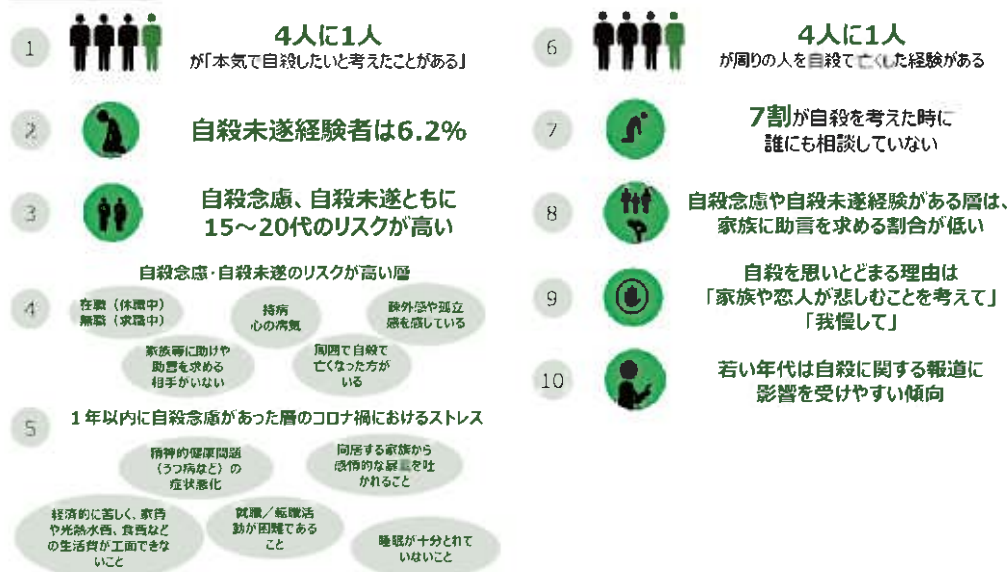 1
4人に1人
が「本気で自殺したいと考えたことがある」
2
自殺未遂経験者は6.2%
3
自殺念慮、自殺未遂ともに
15～20代のリスクが高い
自殺念慮・自殺未遂のリスクが高い層
4
在職（休職中）
無職（求職中）
持病
心の病気
疎外感や孤立
感を感じている
家族等に助けや
助言を求める
相手がいない
周囲で自殺で
亡くなった方が
いる
5
1年以内に自殺念慮があった層のコロナ禍におけるストレス
精神的健康問題
（うつ病など）の
症状悪化
同居する家族から
感情的な暴言を吐
かれること
経済的に苦しく、家賃
や光熱水費、食費など
の生活費が工面できな
いこと
就職／転職活
動が困難である
こと
睡眠が十分とれて
いないこと
6
4人に1人
が周りの人を自殺で亡くした経験がある
7
7割が自殺を考えた時に
誰にも相談していない
8
自殺念慮や自殺未遂経験がある層は、
家族に助言を求める割合が低い
9
自殺を思いとどまる理由は
「家族や恋人が悲しむことを考えて」
「我慢して」
10
若い年代は自殺に関する報道に
影響を受けやすい傾向